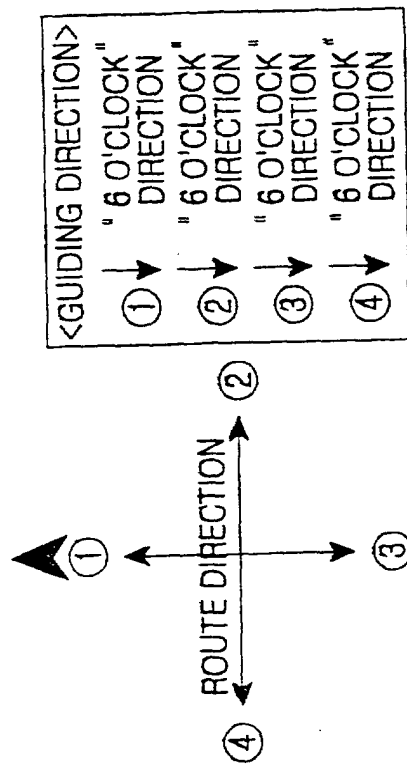 <GUIDING DIRECTION>
① → " 6 O'CLOCK"
DIRECTION
② → " 6 O'CLOCK"
DIRECTION
③ → " 6 O'CLOCK"
DIRECTION
④ → " 6 O'CLOCK"
DIRECTION
①
ROUTE DIRECTION
②
③
④